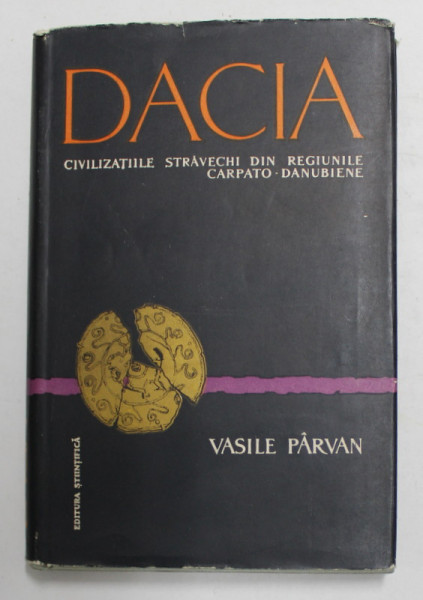 DACIA
CIVILIZAȚIILE STRĂVECHI DIN REGIUNILE
CARPATO-DANUBIENE
VASILE PÂRVAN
EDITURA ȘTIINȚIFICĂ